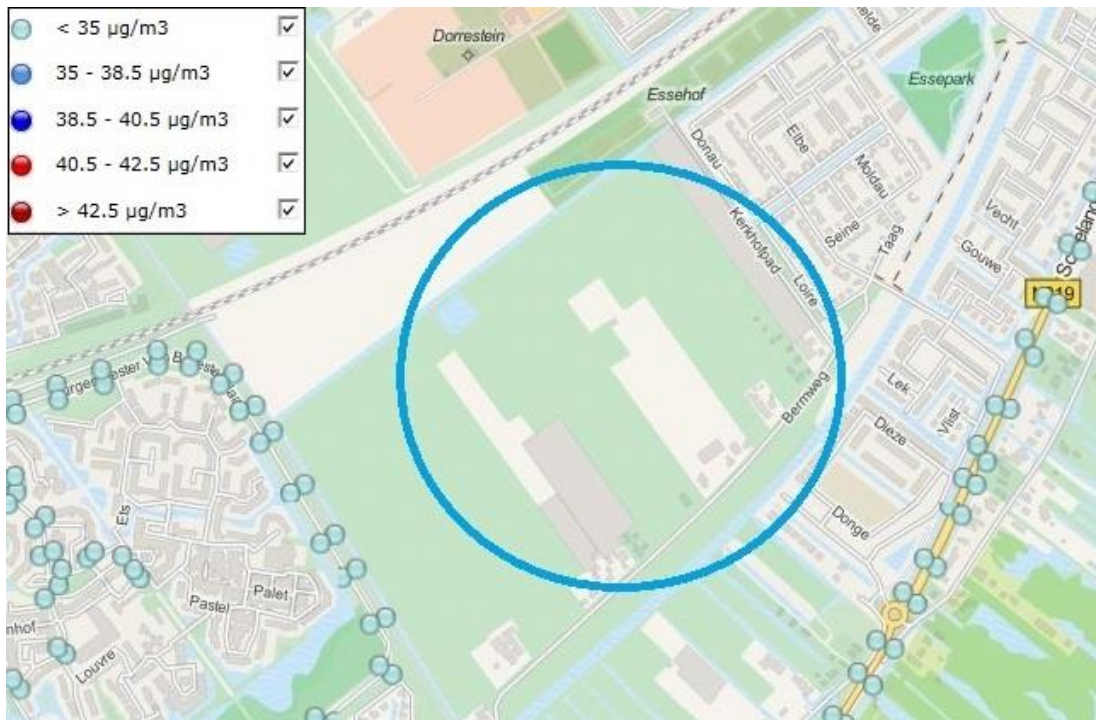 < 35 µg/m3
35 - 38.5 µg/m3
38.5 - 40.5 µg/m3
40.5 - 42.5 µg/m3
> 42.5 µg/m3
Dorrestein
Essehof
Essepark
Donau
Elbe
Moldau
Kerkhofpad
Seine
Taag
Loire
Vecht
Gouwe
Bermweg
Lek
Vlist
Dieze
Donge
Ets
Pastel
Palet
Louvre